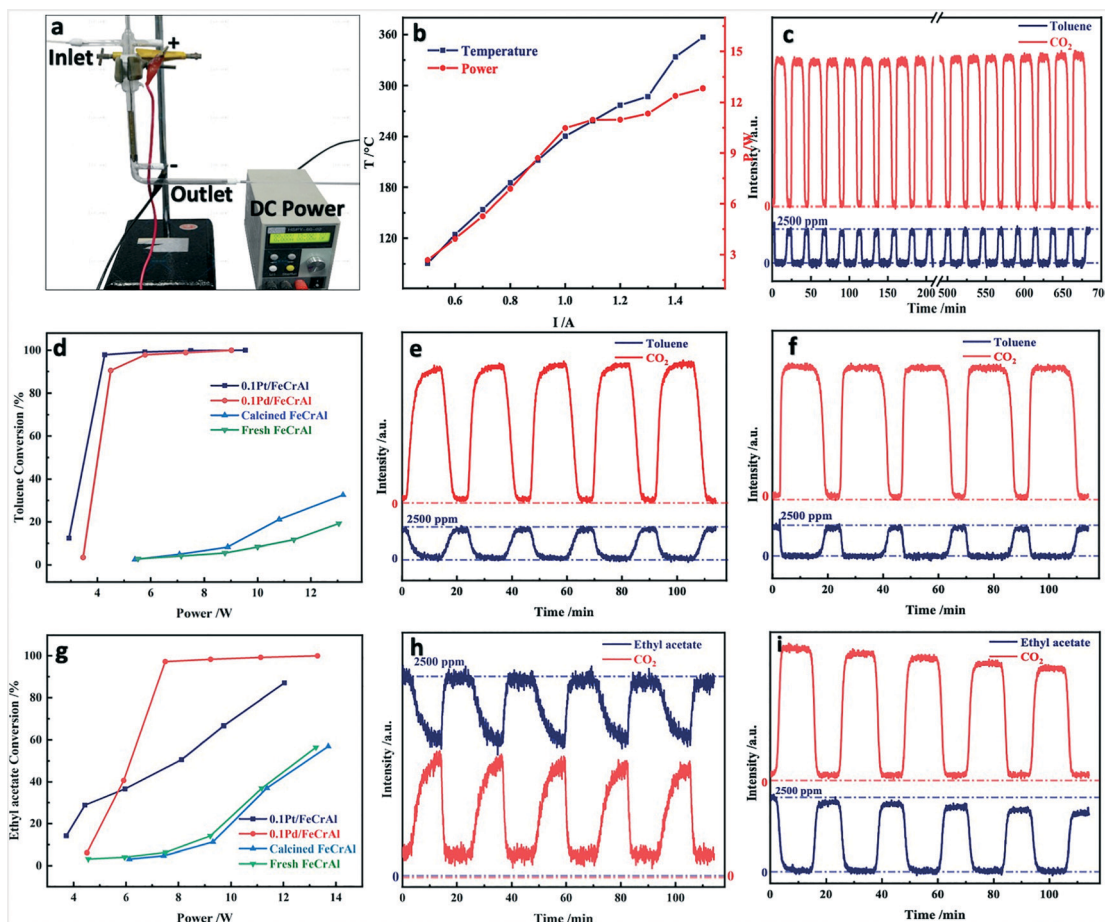 a
Inlet
+
-
Outlet
DC Power
b
Temperature
Power
T /°C
360
300
240
180
120
P /W
15
12
9
6
3
0.6 0.8 1.0 1.2 1.4
I /A
c
Toluene
CO2
Intensity /a.u.
0
2500 ppm
0
0 50 100 150 200 500 550 600 650 70
Time /min
d
Toluene Conversion /%
100
80
60
40
20
0
0.1Pt/FeCrAl
0.1Pd/FeCrAl
Calcined FeCrAl
Fresh FeCrAl
4 6 8 10 12
Power /W
e
Toluene
CO2
Intensity /a.u.
0
2500 ppm
0
0 20 40 60 80 100
Time /min
f
Toluene
CO2
Intensity /a.u.
0
2500 ppm
0
0 20 40 60 80 100
Time /min
g
Ethyl acetate Conversion /%
100
80
60
40
20
0
0.1Pt/FeCrAl
0.1Pd/FeCrAl
Calcined FeCrAl
Fresh FeCrAl
4 6 8 10 12 14
Power /W
h
Ethyl acetate
CO2
2500 ppm
Intensity /a.u.
0
0
0 20 40 60 80 100
Time /min
i
Ethyl acetate
CO2
Intensity /a.u.
0
2500 ppm
0
0 20 40 60 80 100
Time /min